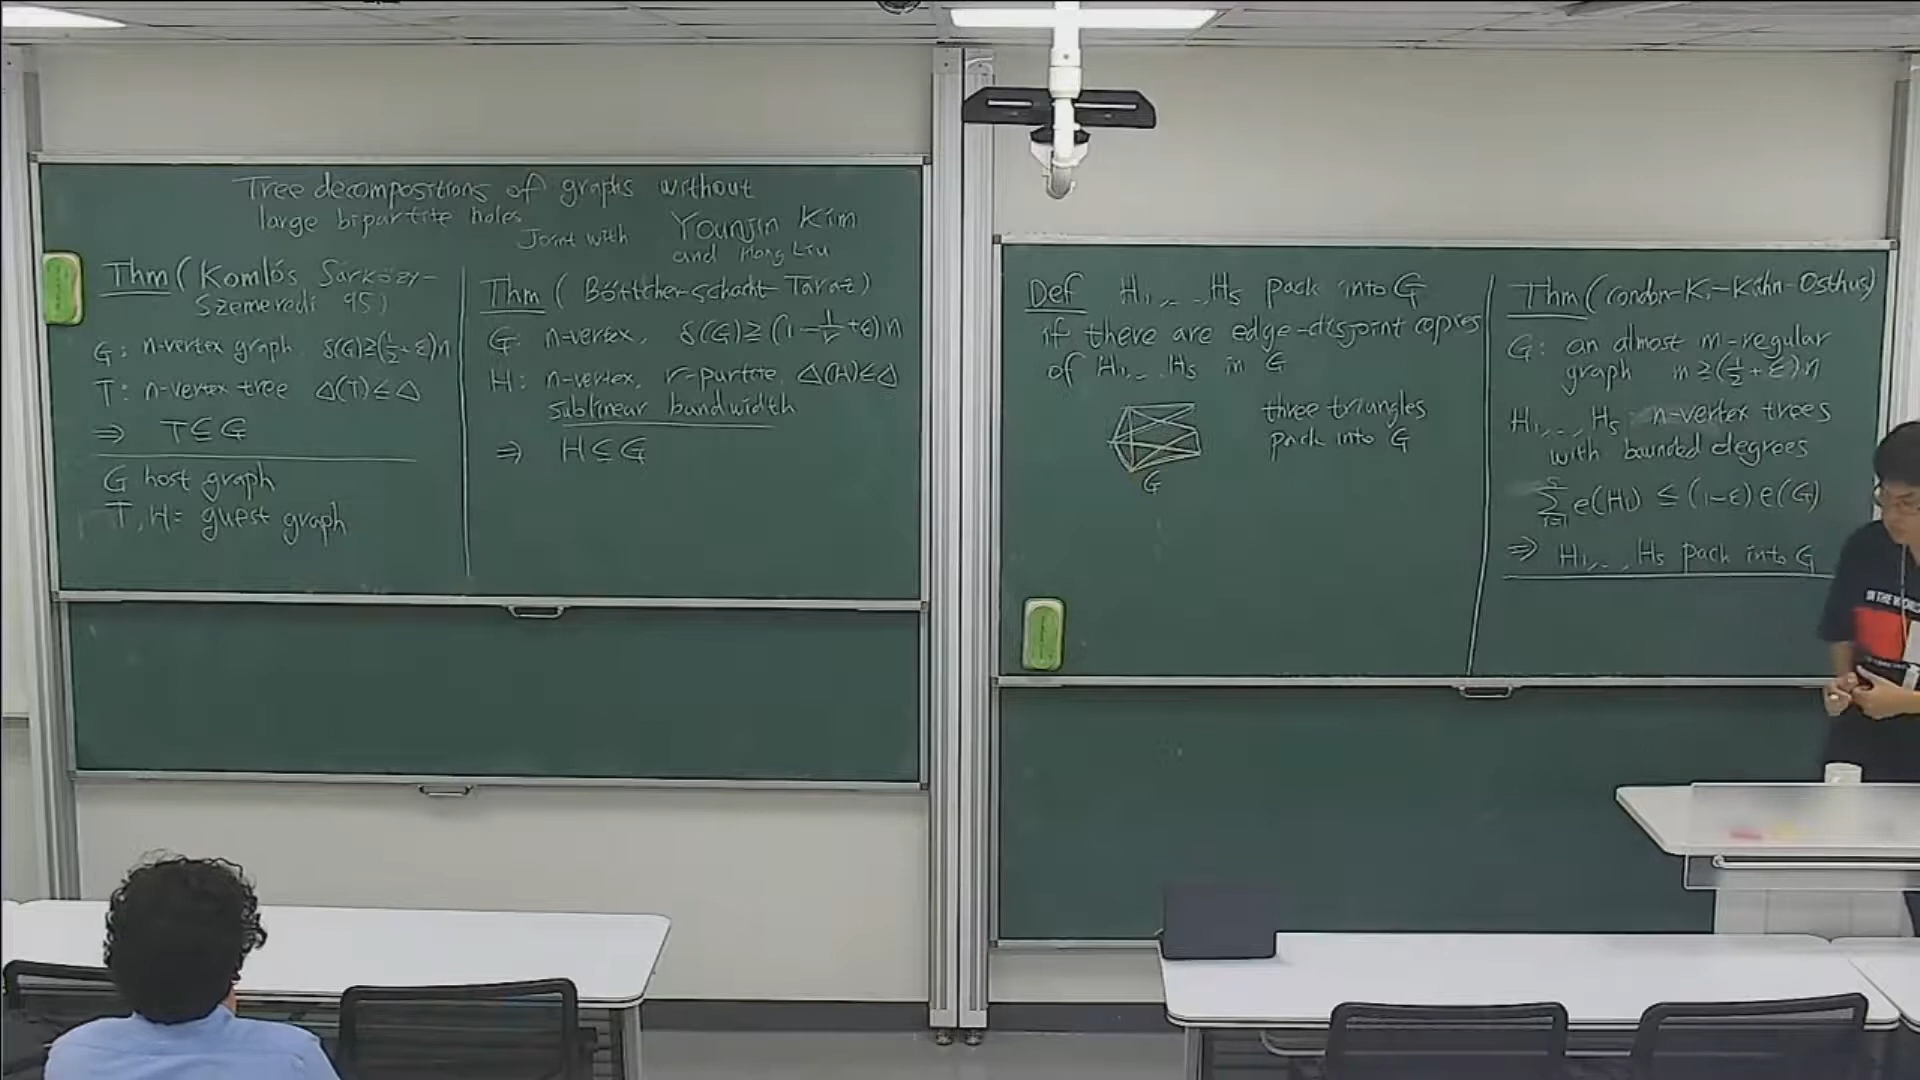 Tree decompositions of graphs without
large bipartite holes
Joint with Younjin Kim
and Hong Liu
Thm (Komlós Sárközy-
Szemerédi 95)
G: n-vertex graph, δ(G)≥(1/2+ε)n
T: n-vertex tree Δ(T)≤Δ
⇒ T⊆G
G host graph
T, H= guest graph
Thm (Böttcher-Schacht-Taraz)
G: n-vertex, δ(G)≥(1-1/r+ε)n
H: n-vertex, r-partite, Δ(H)≤Δ
sublinear bandwidth
⇒ H⊆G
Def H1,...,Hs pack into G
if there are edge-disjoint copies
of H1,...,Hs in G
three triangles
pack into G
G
Thm (Condon-K.-Kühn-Osthus)
G: an almost m-regular
graph m≥(1/2+ε)n
H1,...,Hs n-vertex trees
with bounded degrees
∑ e(Hi) ≤ (1-ε)e(G)
⇒ H1,...,Hs pack into G
IN THE WORLD